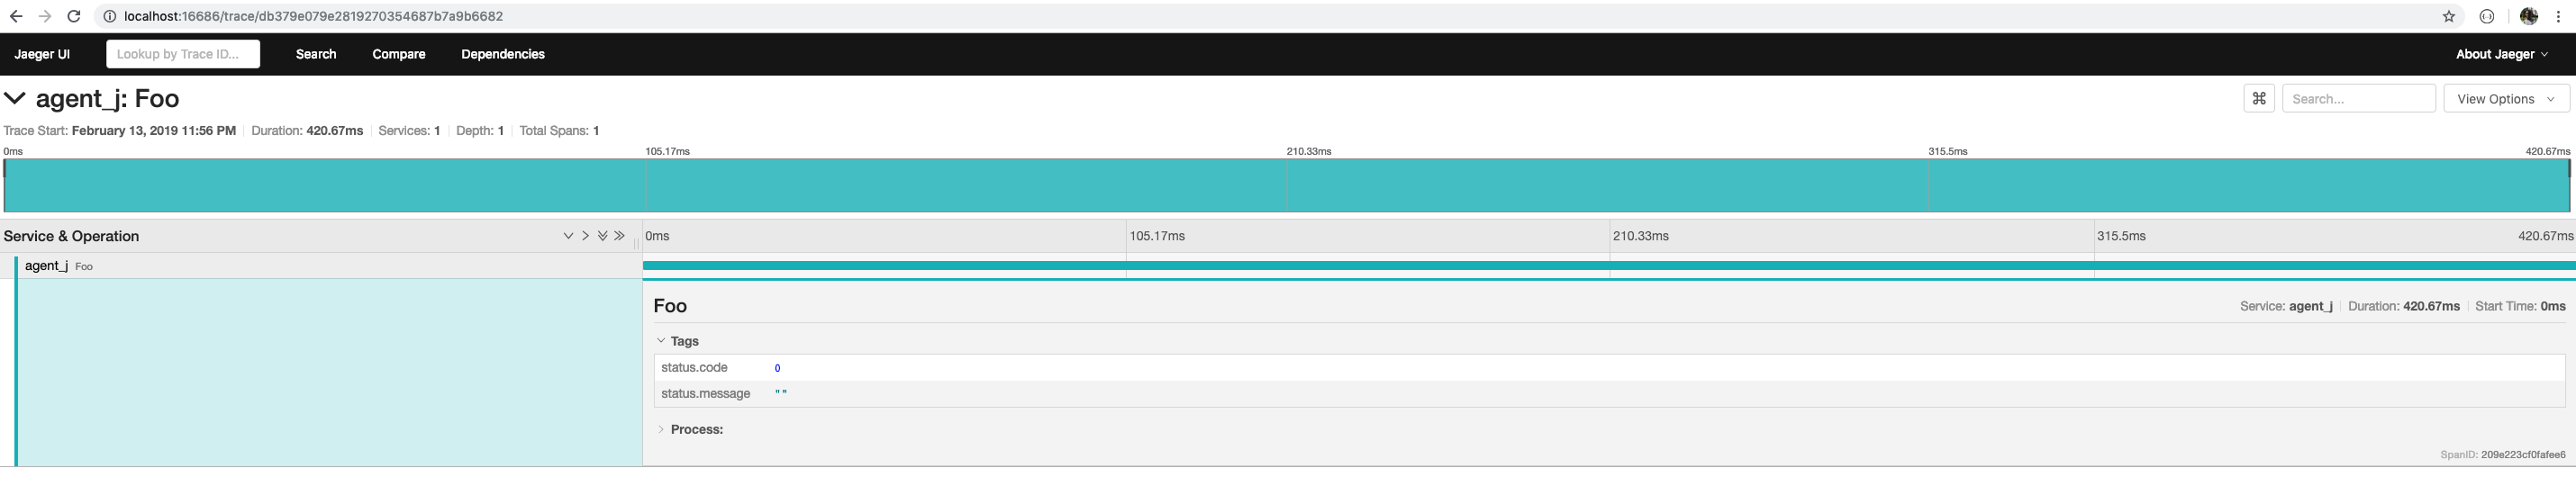 localhost:16686/trace/db379e079e2819270354687b7a9b6682
Jaeger UI Lookup by Trace ID... Search Compare Dependencies About Jaeger
agent_j: Foo ⌘ Search... View Options
Trace Start: February 13, 2019 11:56 PM Duration: 420.67ms Services: 1 Depth: 1 Total Spans: 1
0ms 105.17ms 210.33ms 315.5ms 420.67ms
Service & Operation 0ms 105.17ms 210.33ms 315.5ms 420.67ms
agent_j Foo
Foo Service: agent_j Duration: 420.67ms Start Time: 0ms
Tags
status.code 0
status.message ""
Process:
SpanID: 209e223cf0fafee6